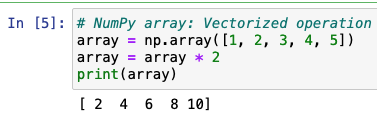 In [5]: # NumPy array: Vectorized operation
array = np.array([1, 2, 3, 4, 5])
array = array * 2
print(array)
[ 2  4  6  8 10]